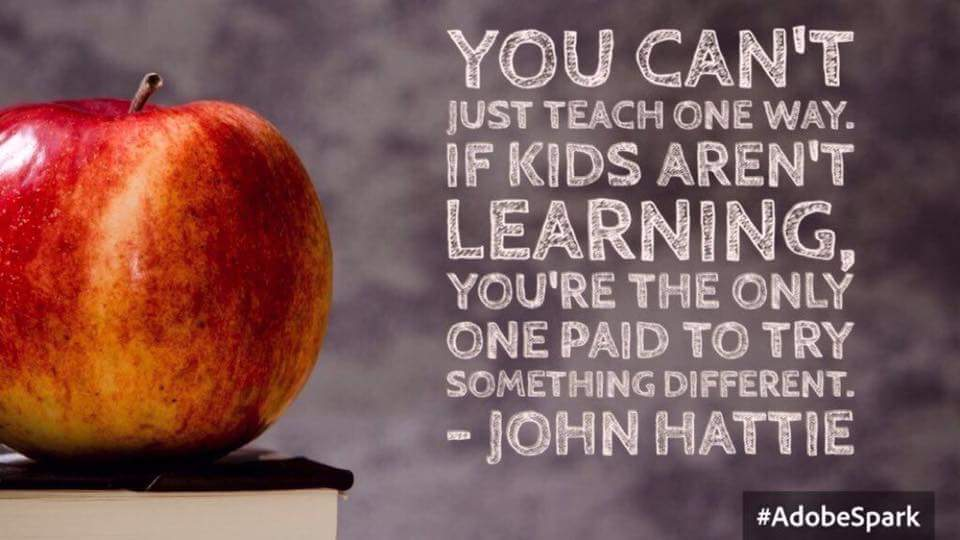 YOU CAN'T
JUST TEACH ONE WAY.
IF KIDS AREN'T
LEARNING,
YOU'RE THE ONLY
ONE PAID TO TRY
SOMETHING DIFFERENT.
- JOHN HATTIE
#AdobeSpark